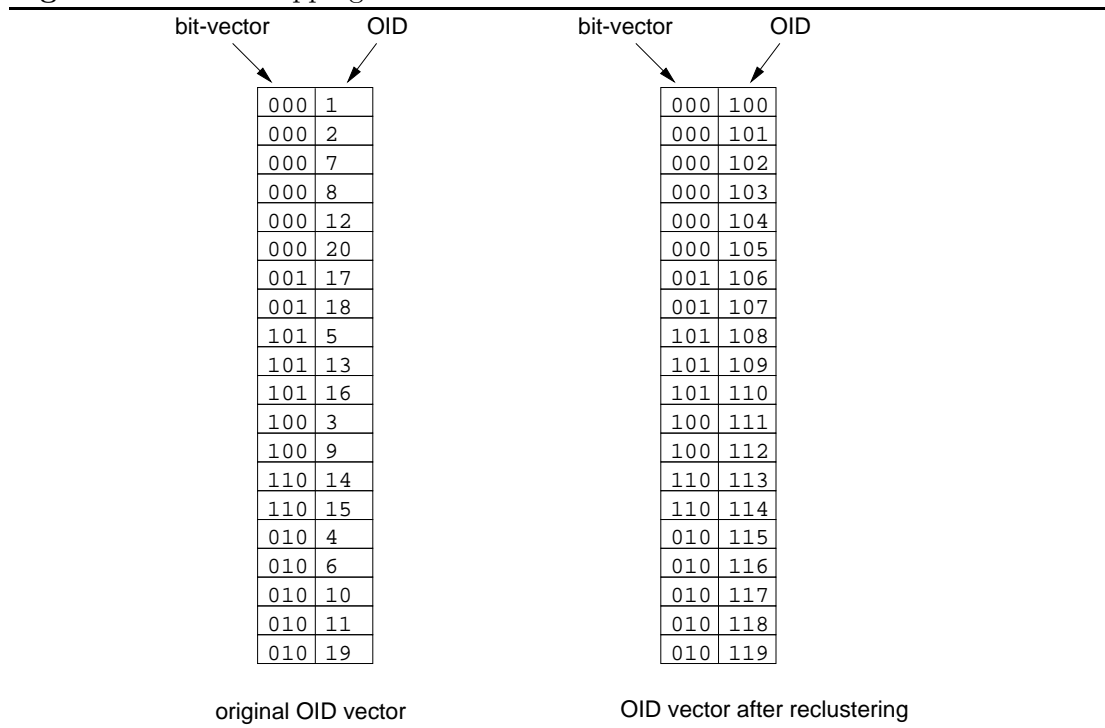 bit-vector OID bit-vector OID
000 1 000 100
000 2 000 101
000 7 000 102
000 8 000 103
000 12 000 104
000 20 000 105
001 17 001 106
001 18 001 107
101 5 101 108
101 13 101 109
101 16 101 110
100 3 100 111
100 9 100 112
110 14 110 113
110 15 110 114
010 4 010 115
010 6 010 116
010 10 010 117
010 11 010 118
010 19 010 119
original OID vector OID vector after reclustering